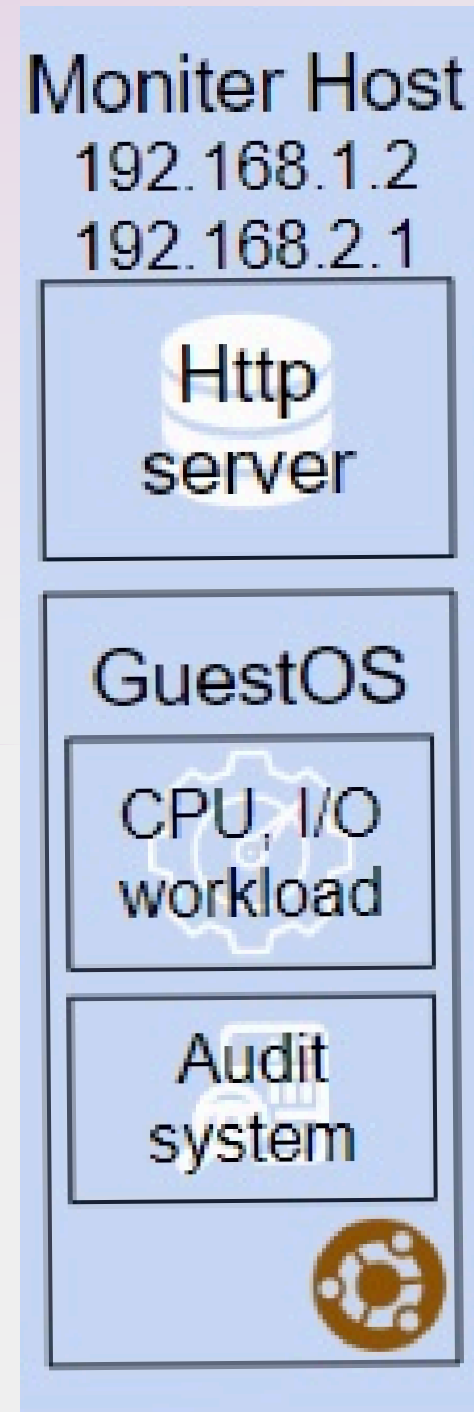 Moniter Host
192.168.1.2
192.168.2.1
Http
server
GuestOS
CPU, I/O
workload
Audit
system